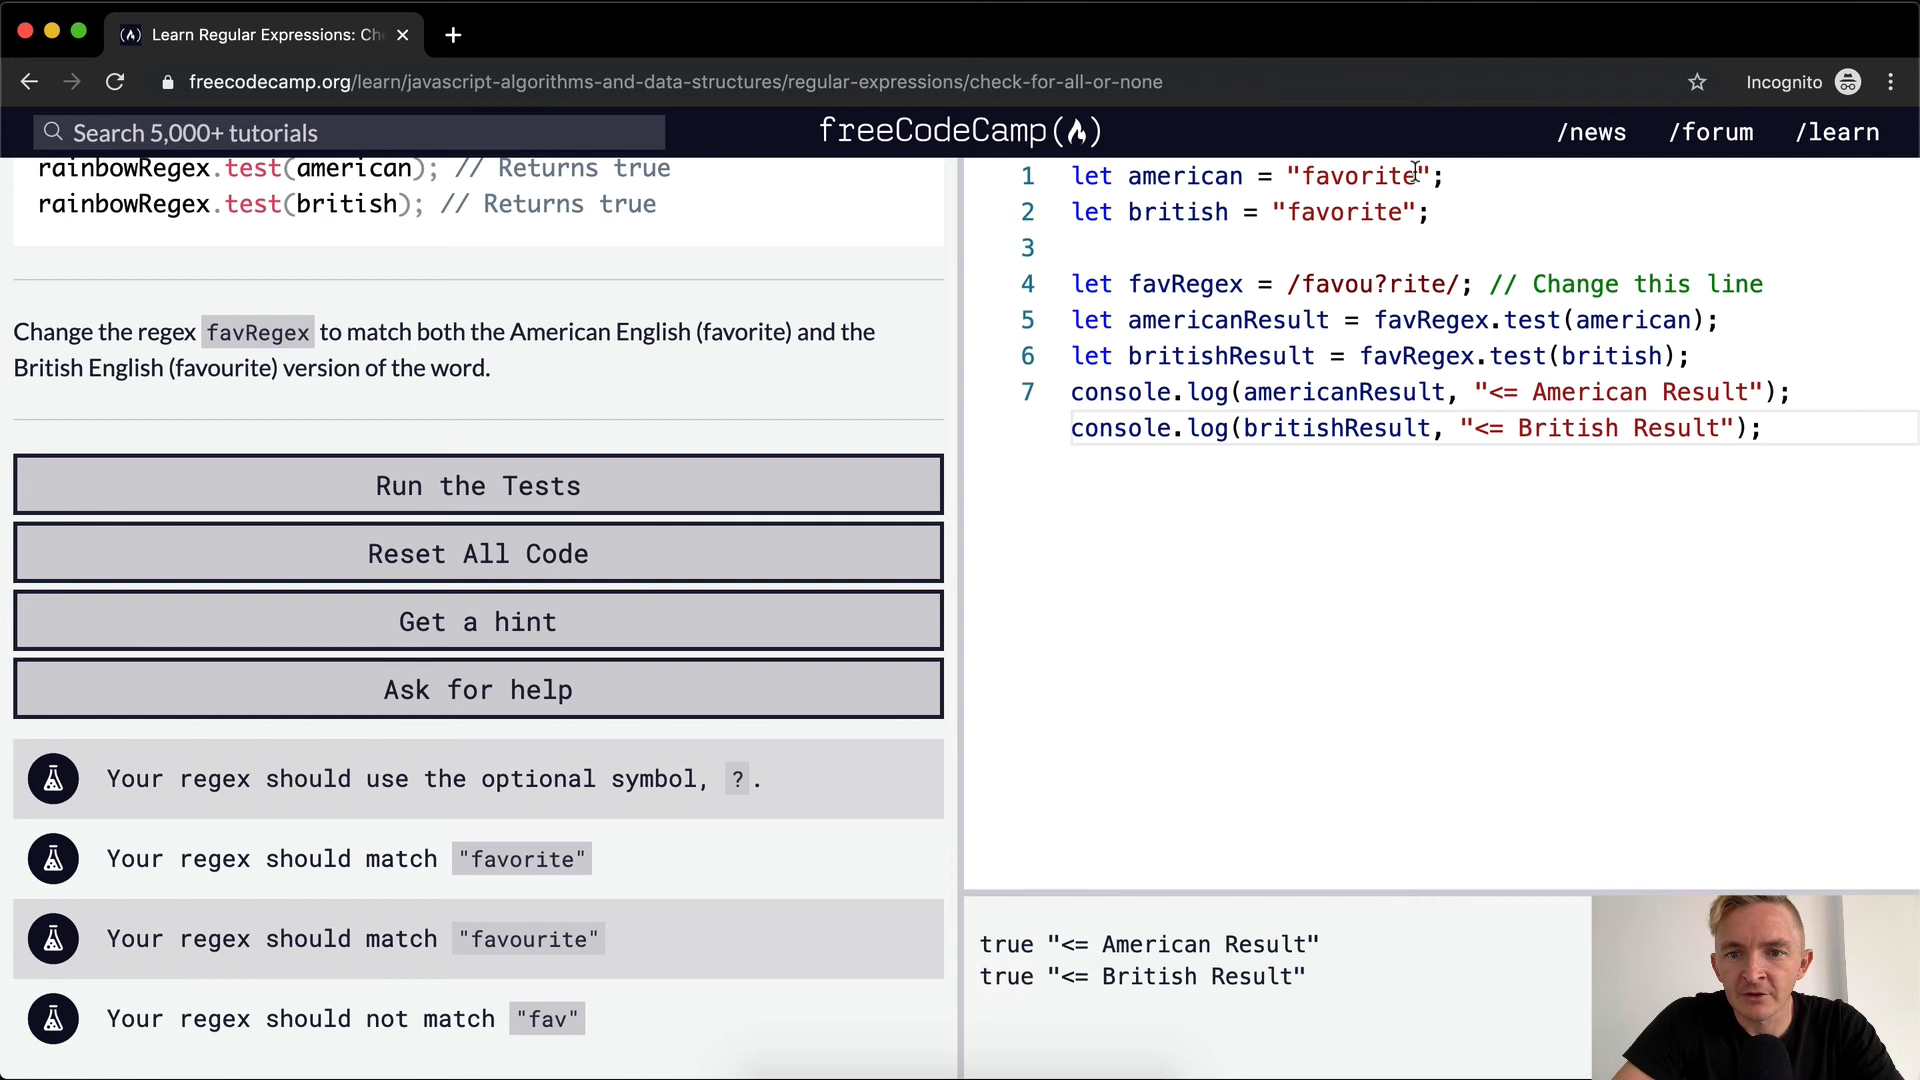 Learn Regular Expressions: Che
freecodecamp.org/learn/javascript-algorithms-and-data-structures/regular-expressions/check-for-all-or-none
Incognito
Search 5,000+ tutorials
freeCodeCamp
/news /forum /learn
rainbowRegex.test(american); // Returns true
rainbowRegex.test(british); // Returns true
Change the regex favRegex to match both the American English (favorite) and the
British English (favourite) version of the word.
Run the Tests
Reset All Code
Get a hint
Ask for help
Your regex should use the optional symbol, ?.
Your regex should match "favorite"
Your regex should match "favourite"
Your regex should not match "fav"
1 let american = "favorite";
2 let british = "favorite";
3
4 let favRegex = /favou?rite/; // Change this line
5 let americanResult = favRegex.test(american);
6 let britishResult = favRegex.test(british);
7 console.log(americanResult, "<= American Result");
console.log(britishResult, "<= British Result");
true "<= American Result"
true "<= British Result"